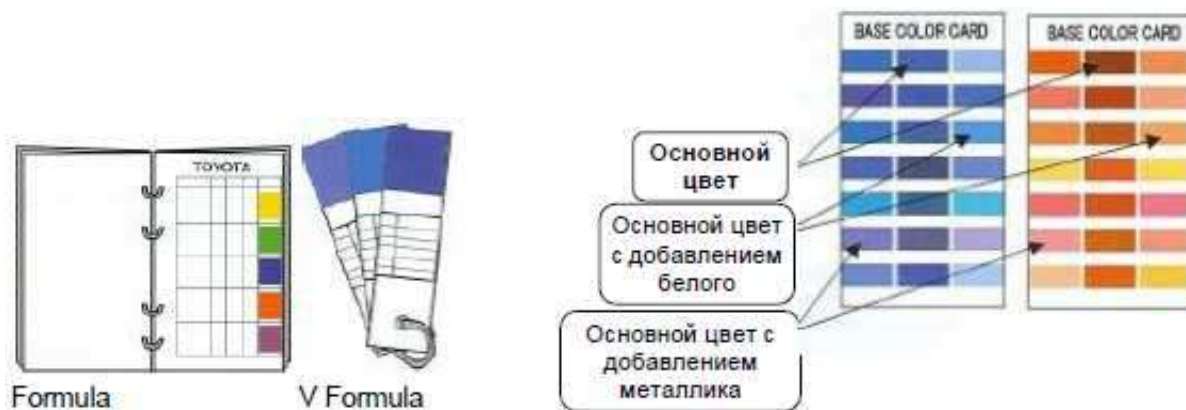 TOYOTA
Formula
V Formula
BASE COLOR CARD
BASE COLOR CARD
Основной
цвет
Основной цвет
с добавлением
белого
Основной цвет с
добавлением
металлика